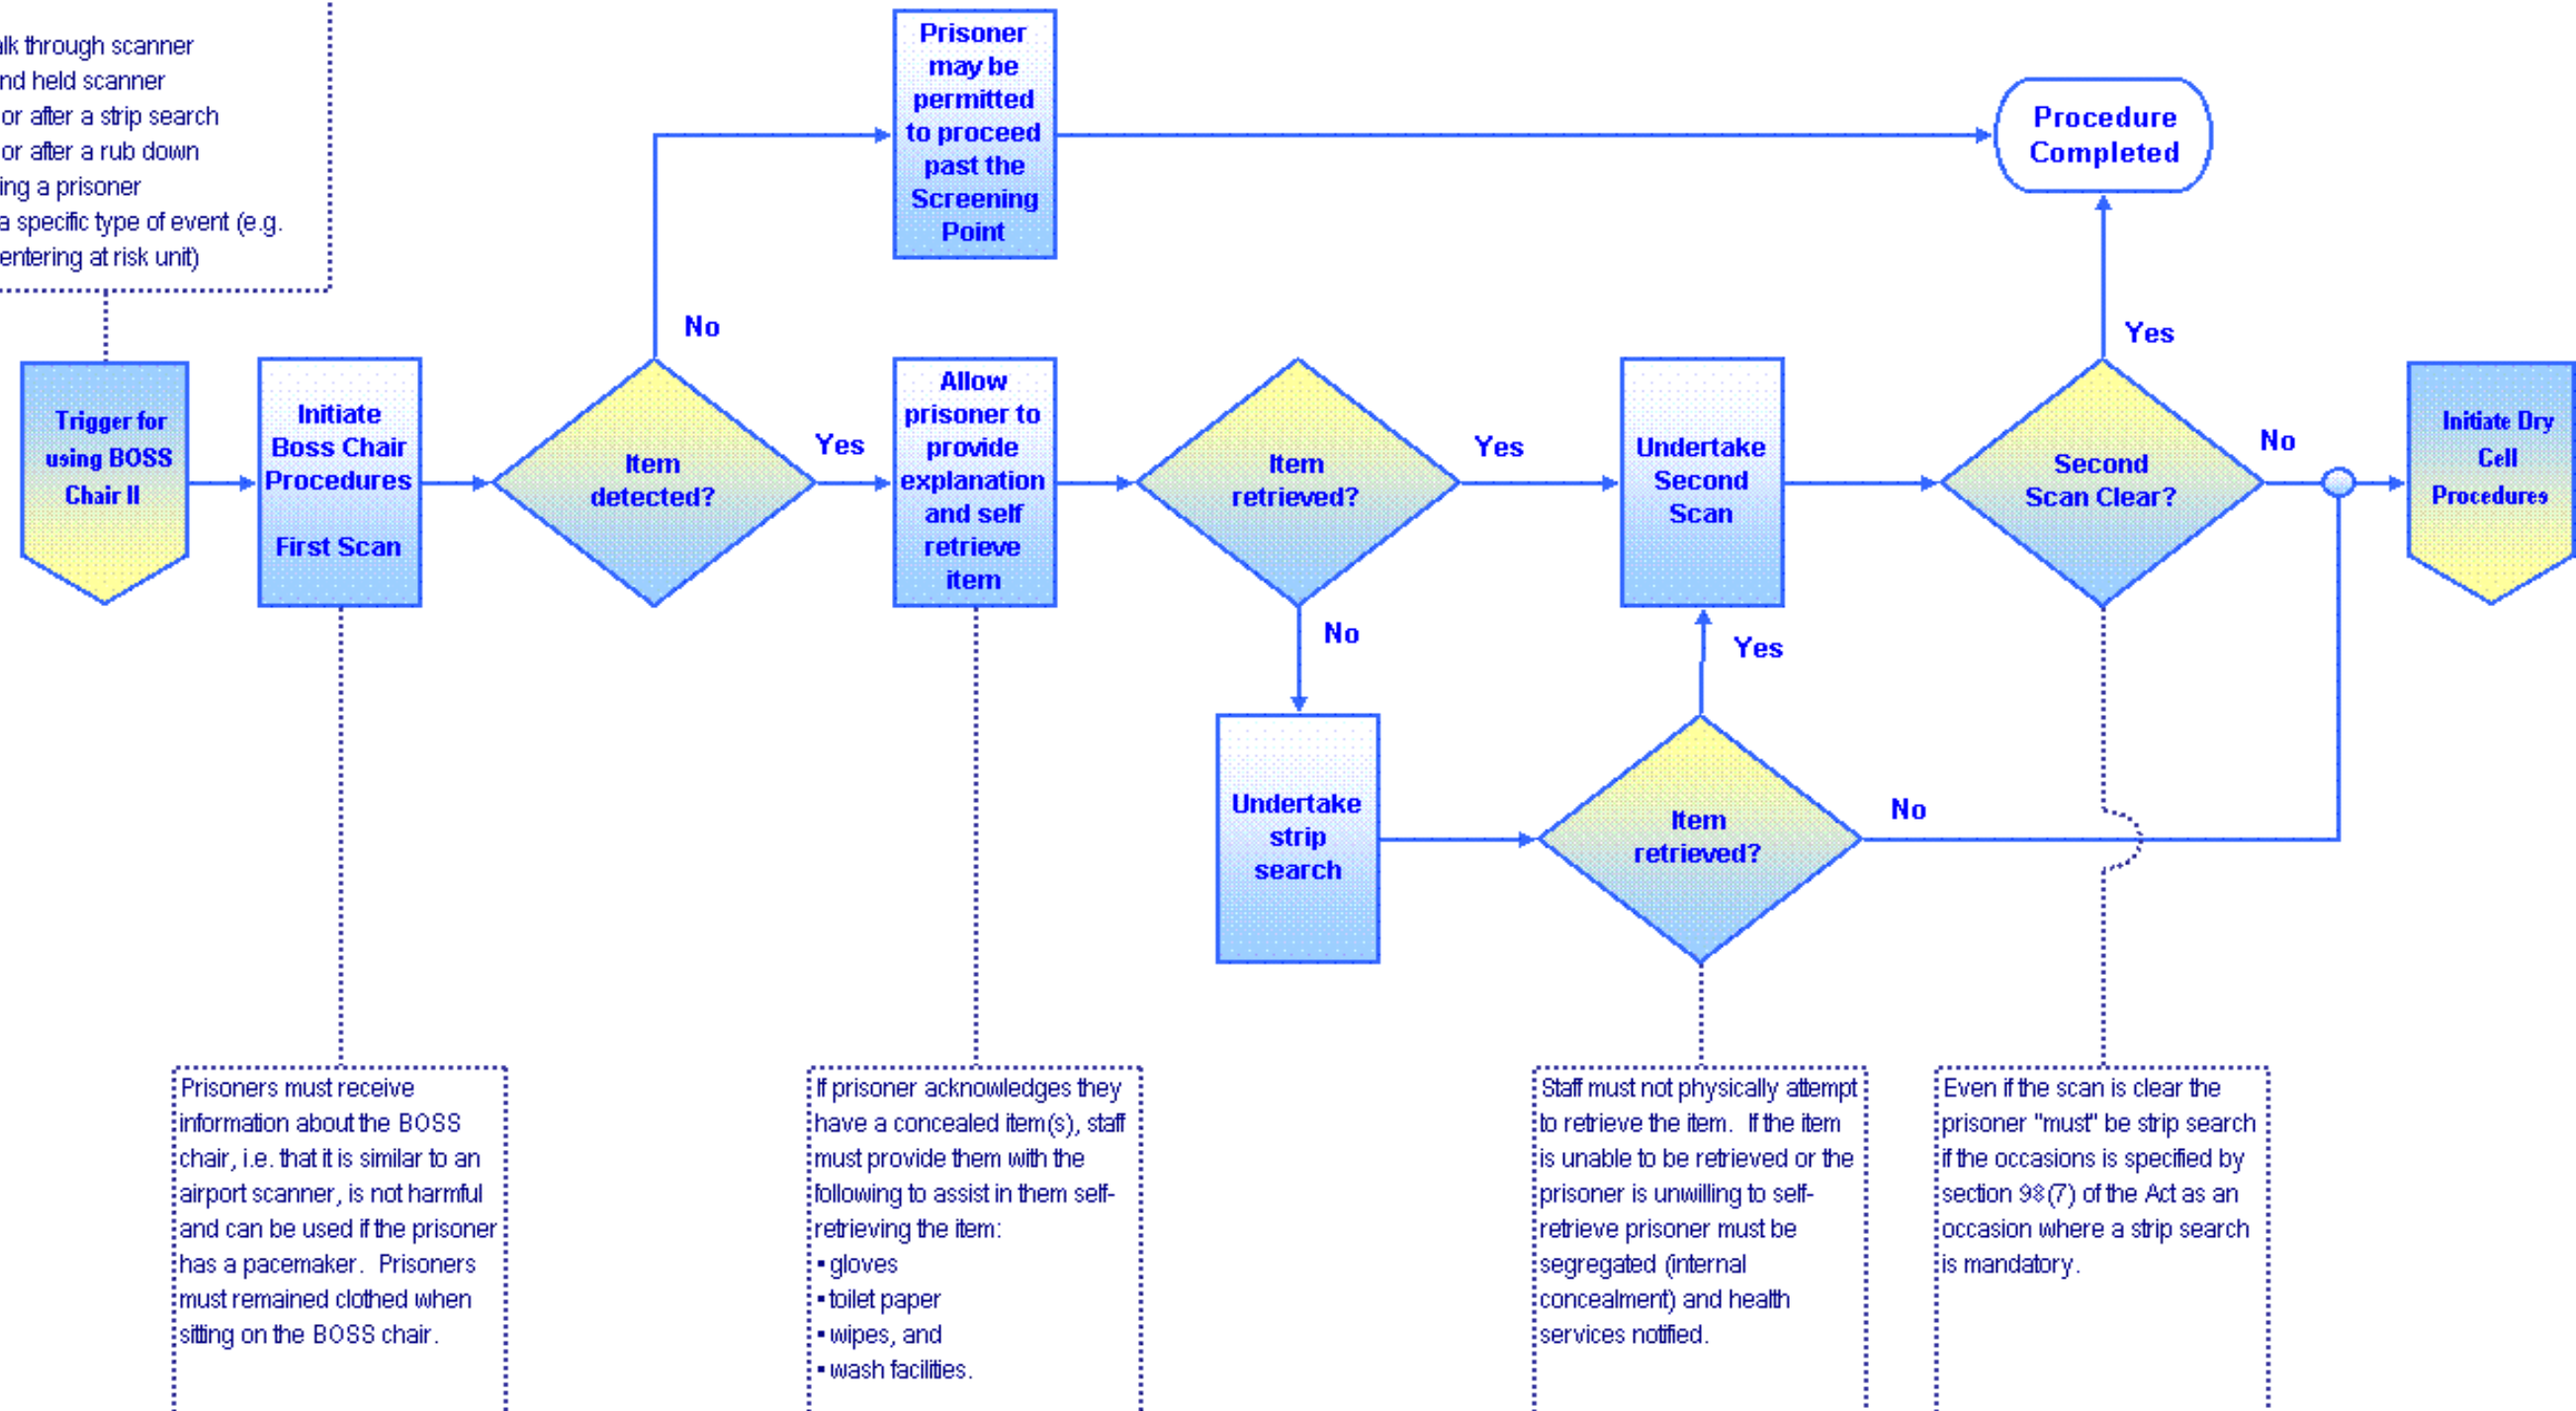 alk through scanner
nd held scanner
or after a strip search
or after a rub down
ing a prisoner
a specific type of event (e.g.
entering at risk unit)
Prisoner
may be
permitted
to proceed
past the
Screening
Point
Procedure
Completed
No
Yes
Trigger for
using BOSS
Chair II
Initiate
Boss Chair
Procedures
First Scan
Item
detected?
Yes
Allow
prisoner to
provide
explanation
and self
retrieve
item
Item
retrieved?
Yes
Undertake
Second
Scan
Second
Scan Clear?
No
Initiate Dry
Cell
Procedures
No
Yes
Undertake
strip
search
Item
retrieved?
No
Prisoners must receive
information about the BOSS
chair, i.e. that it is similar to an
airport scanner, is not harmful
and can be used if the prisoner
has a pacemaker. Prisoners
must remained clothed when
sitting on the BOSS chair.
If prisoner acknowledges they
have a concealed item(s), staff
must provide them with the
following to assist in them self-
retrieving the item:
▪ gloves
▪ toilet paper
▪ wipes, and
▪ wash facilities.
Staff must not physically attempt
to retrieve the item. If the item
is unable to be retrieved or the
prisoner is unwilling to self-
retrieve prisoner must be
segregated (internal
concealment) and health
services notified.
Even if the scan is clear the
prisoner "must" be strip search
if the occasions is specified by
section 98(7) of the Act as an
occasion where a strip search
is mandatory.